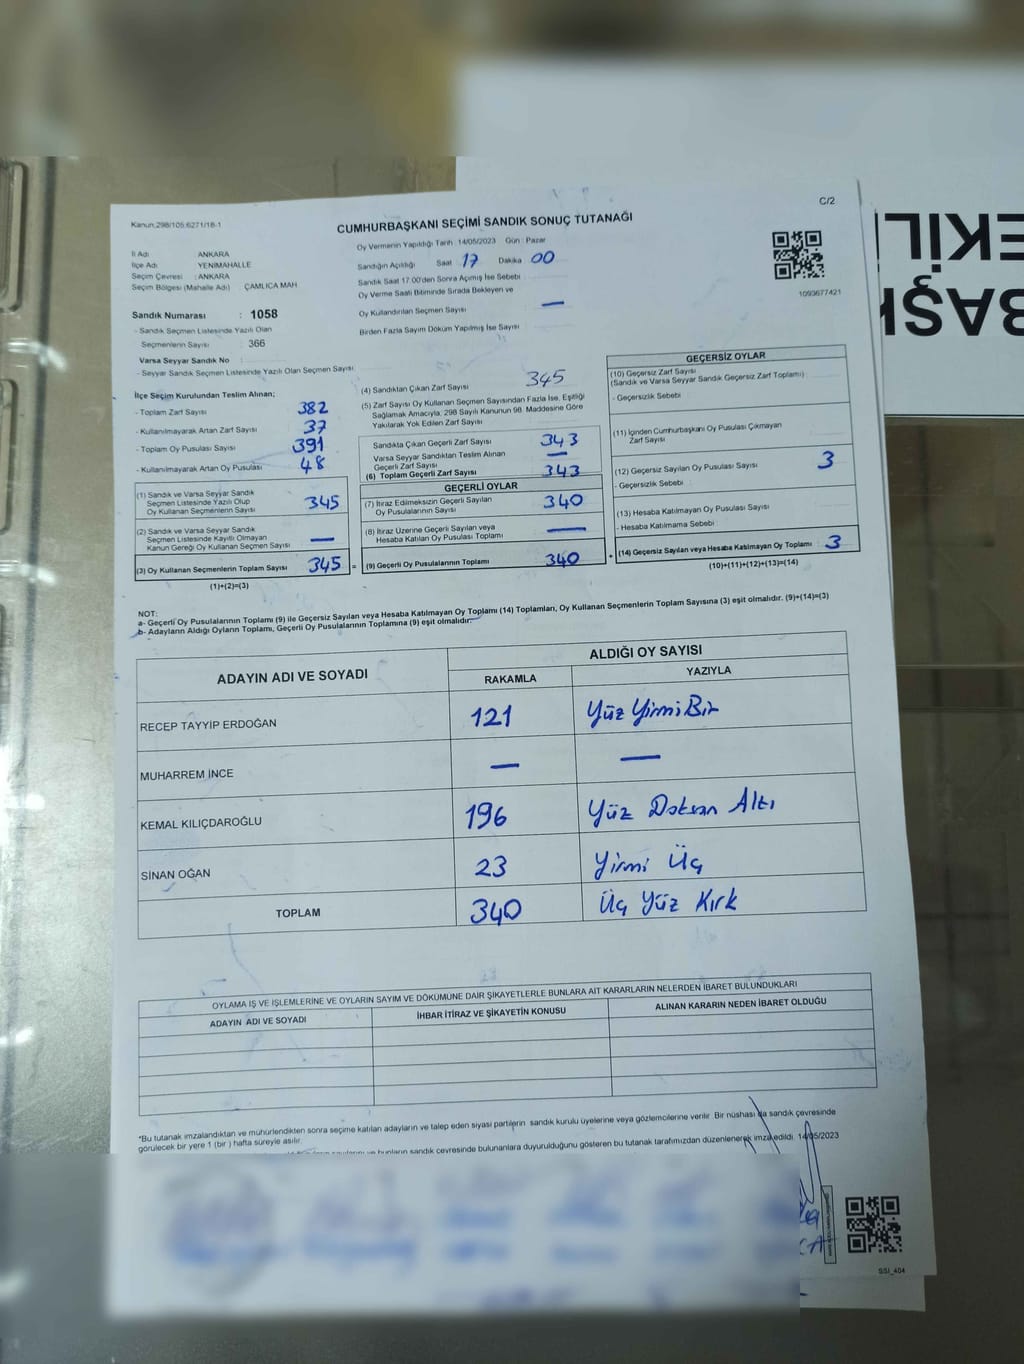 Kanun:298/105.6271/18-1
C/2
CUMHURBAŞKANI SEÇİMİ SANDIK SONUÇ TUTANAĞI
İl Adı ANKARA
İlçe Adı YENİMAHALLE
Seçim Çevresi : ANKARA
Seçim Bölgesi (Mahalle Adı) ÇAMLICA MAH
Sandık Numarası : 1058
- Sandık Seçmen Listesinde Yazılı Olan
Seçmenlerin Sayısı : 366
Varsa Seyyar Sandık No :
- Seyyar Sandık Seçmen Listesinde Yazılı Olan Seçmen Sayısı
Oy Vermenin Yapıldığı Tarih : 14/05/2023 Gün : Pazar
Sandığın Açıldığı Saat 17 Dakika 00
Sandık Saat 17:00'den Sonra Açılmış İse Sebebi
Oy Verme Saati Bitiminde Sırada Bekleyen ve
Oy Kullandırılan Seçmen Sayısı —
Birden Fazla Sayım Döküm Yapılmış İse Sayısı
1093677421
İlçe Seçim Kurulundan Teslim Alınan;
- Toplam Zarf Sayısı 382
- Kullanılmayarak Artan Zarf Sayısı 37
- Toplam Oy Pusulası Sayısı 391
- Kullanılmayarak Artan Oy Pusulası 48
(1) Sandık ve Varsa Seyyar Sandık
Seçmen Listesinde Yazılı Olup
Oy Kullanan Seçmenlerin Sayısı 345
(2) Sandık ve Varsa Seyyar Sandık
Seçmen Listesinde Kayıtlı Olmayan
Kanun Gereği Oy Kullanan Seçmen Sayısı —
(3) Oy Kullanan Seçmenlerin Toplam Sayısı 345 =
(1)+(2)=(3)
(4) Sandıktan Çıkan Zarf Sayısı 345
(5) Zarf Sayısı Oy Kullanan Seçmen Sayısından Fazla İse, Eşitliği
Sağlamak Amacıyla, 298 Sayılı Kanunun 98. Maddesine Göre
Yakılarak Yok Edilen Zarf Sayısı
Sandıkta Çıkan Geçerli Zarf Sayısı 343
Varsa Seyyar Sandıktan Teslim Alınan
Geçerli Zarf Sayısı —
(6) Toplam Geçerli Zarf Sayısı 343
GEÇERLİ OYLAR
(7) İtiraz Edilmeksizin Geçerli Sayılan
Oy Pusulalarının Sayısı 340
(8) İtiraz Üzerine Geçerli Sayılan veya
Hesaba Katılan Oy Pusulası Toplamı —
(9) Geçerli Oy Pusulalarının Toplamı 340 +
GEÇERSİZ OYLAR
(10) Geçersiz Zarf Sayısı
(Sandık ve Varsa Seyyar Sandık Geçersiz Zarf Toplamı)
- Geçersizlik Sebebi
(11) İçinden Cumhurbaşkanı Oy Pusulası Çıkmayan
Zarf Sayısı
(12) Geçersiz Sayılan Oy Pusulası Sayısı 3
- Geçersizlik Sebebi
(13) Hesaba Katılmayan Oy Pusulası Sayısı
- Hesaba Katılmama Sebebi
(14) Geçersiz Sayılan veya Hesaba Katılmayan Oy Toplamı 3
(10)+(11)+(12)+(13)=(14)
NOT:
a- Geçerli Oy Pusulalarının Toplamı (9) ile Geçersiz Sayılan veya Hesaba Katılmayan Oy Toplamı (14) Toplamları, Oy Kullanan Seçmenlerin Toplam Sayısına (3) eşit olmalıdır. (9)+(14)=(3)
b- Adayların Aldığı Oyların Toplamı, Geçerli Oy Pusulalarının Toplamına (9) eşit olmalıdır.
ADAYIN ADI VE SOYADI
ALDIĞI OY SAYISI
RAKAMLA YAZIYLA
RECEP TAYYIP ERDOĞAN 121 Yüz Yirmi Bir
MUHARREM İNCE — —
KEMAL KILIÇDAROĞLU 196 Yüz Doksan Altı
SİNAN OĞAN 23 Yirmi Üç
TOPLAM 340 Üç Yüz Kırk
OYLAMA İŞ VE İŞLEMLERİNE VE OYLARIN SAYIM VE DÖKÜMÜNE DAİR ŞİKAYETLERLE BUNLARA AİT KARARLARIN NELERDEN İBARET BULUNDUKLARI
ADAYIN ADI VE SOYADI İHBAR İTİRAZ VE ŞİKAYETİN KONUSU ALINAN KARARIN NEDEN İBARET OLDUĞU
*Bu tutanak imzalandıktan ve mühürlendikten sonra seçime katılan adayların ve talep eden siyasi partilerin sandık kurulu üyelerine veya gözlemcilerine verilir. Bir nüshası da sandık çevresinde
görülecek bir yere 1 (bir ) hafta süreyle asılır.
ve bunların sandık çevresinde bulunanlara duyurulduğunu gösteren bu tutanak tarafımızdan düzenlenerek imza edildi. 14/05/2023
SSI_404
EKİL
BAŞK